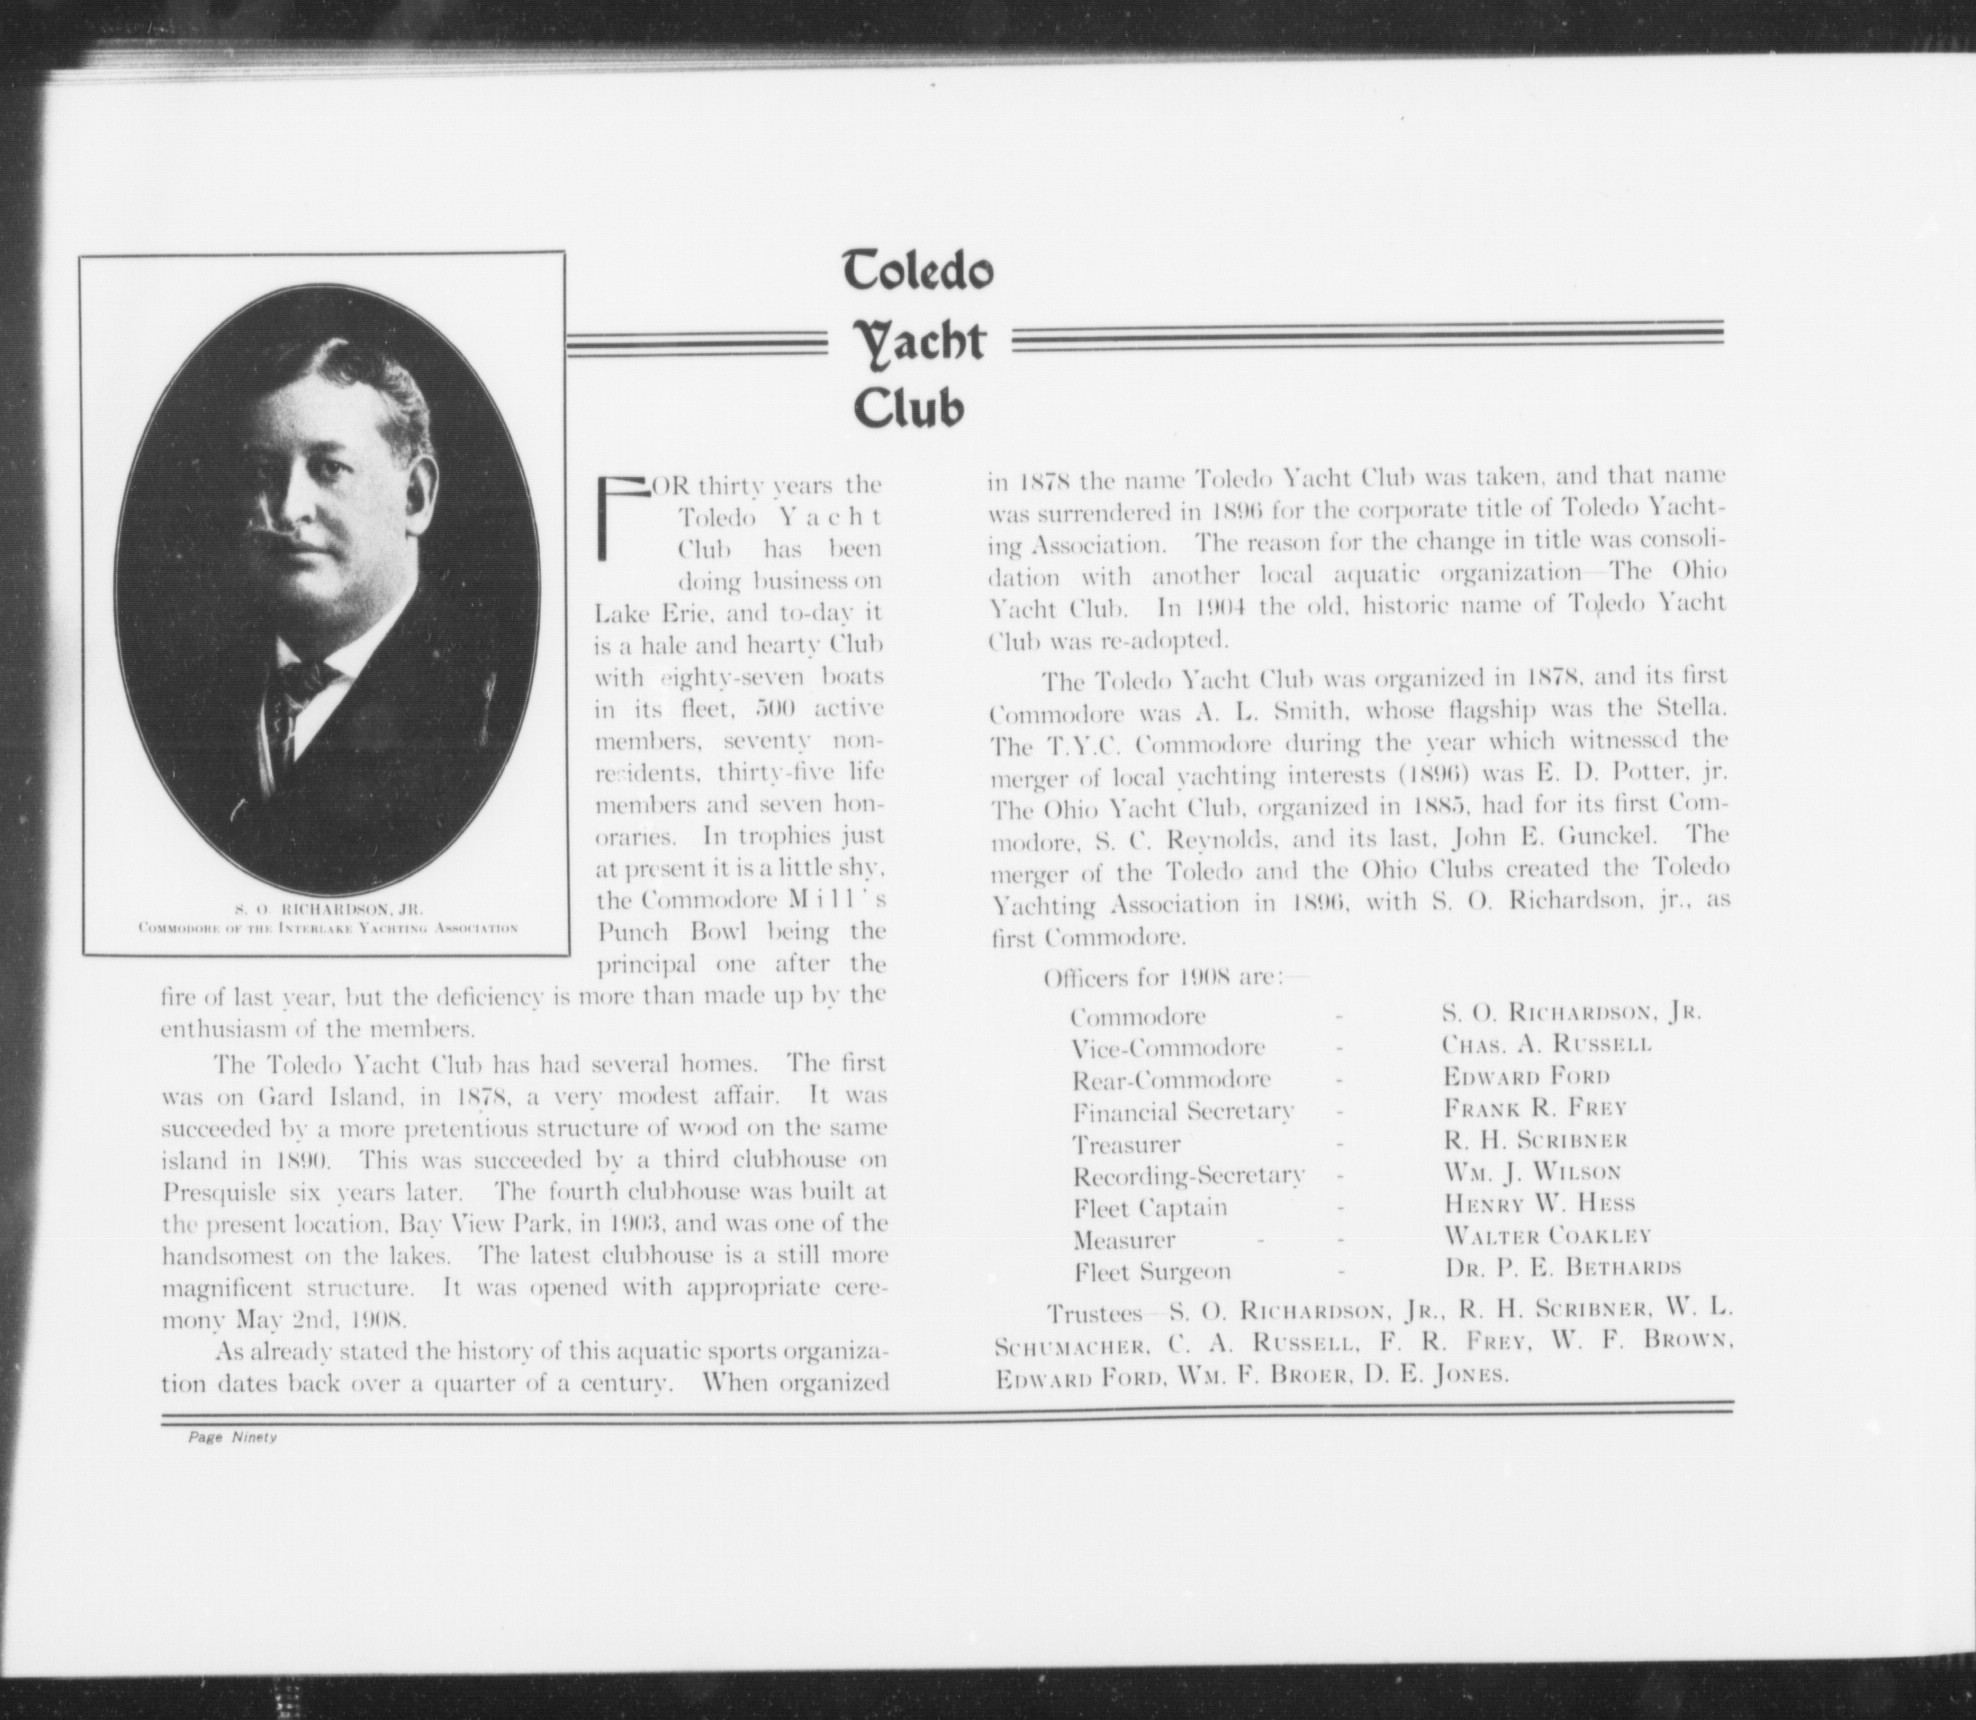 Toledo
Yacht
Club
S. O. RICHARDSON, JR.
COMMODORE OF THE INTERLAKE YACHTING ASSOCIATION
FOR thirty years the
Toledo Yacht
Club has been
doing business on
Lake Erie, and to-day it
is a hale and hearty Club
with eighty-seven boats
in its fleet, 500 active
members, seventy non-
residents, thirty-five life
members and seven hon-
oraries. In trophies just
at present it is a little shy,
the Commodore Mill's
Punch Bowl being the
principal one after the
fire of last year, but the deficiency is more than made up by the
enthusiasm of the members.
The Toledo Yacht Club has had several homes. The first
was on Gard Island, in 1878, a very modest affair. It was
succeeded by a more pretentious structure of wood on the same
island in 1890. This was succeeded by a third clubhouse on
Presquisle six years later. The fourth clubhouse was built at
the present location, Bay View Park, in 1903, and was one of the
handsomest on the lakes. The latest clubhouse is a still more
magnificent structure. It was opened with appropriate cere-
mony May 2nd, 1908.
As already stated the history of this aquatic sports organiza-
tion dates back over a quarter of a century. When organized
in 1878 the name Toledo Yacht Club was taken, and that name
was surrendered in 1896 for the corporate title of Toledo Yacht-
ing Association. The reason for the change in title was consoli-
dation with another local aquatic organization—The Ohio
Yacht Club. In 1904 the old, historic name of Toledo Yacht
Club was re-adopted.
The Toledo Yacht Club was organized in 1878, and its first
Commodore was A. L. Smith, whose flagship was the Stella.
The T.Y.C. Commodore during the year which witnessed the
merger of local yachting interests (1896) was E. D. Potter, jr.
The Ohio Yacht Club, organized in 1885, had for its first Com-
modore, S. C. Reynolds, and its last, John E. Gunckel. The
merger of the Toledo and the Ohio Clubs created the Toledo
Yachting Association in 1896, with S. O. Richardson, jr., as
first Commodore.
Officers for 1908 are:—
Commodore - S. O. RICHARDSON, JR.
Vice-Commodore - CHAS. A. RUSSELL
Rear-Commodore - EDWARD FORD
Financial Secretary - FRANK R. FREY
Treasurer - R. H. SCRIBNER
Recording-Secretary - WM. J. WILSON
Fleet Captain - HENRY W. HESS
Measurer - - WALTER COAKLEY
Fleet Surgeon - DR. P. E. BETHARDS
Trustees—S. O. RICHARDSON, JR., R. H. SCRIBNER, W. L.
SCHUMACHER, C. A. RUSSELL, F. R. FREY, W. F. BROWN,
EDWARD FORD, WM. F. BROER, D. E. JONES.
Page Ninety